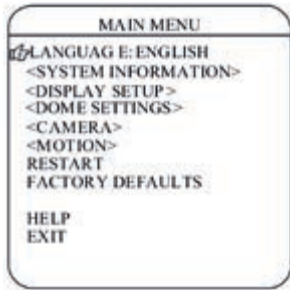 MAIN MENU
LANGUAG E: ENGLISH
<SYSTEM INFORMATION>
<DISPLAY SETUP>
<DOME SETTINGS>
<CAMERA>
<MOTION>
RESTART
FACTORY DEFAULTS
HELP
EXIT